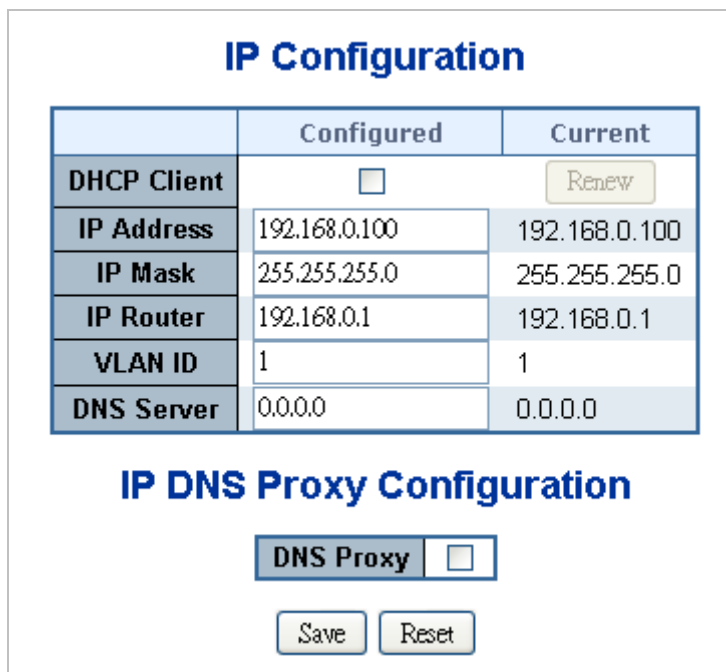 IP Configuration
Configured Current
DHCP Client Renew
IP Address 192.168.0.100 192.168.0.100
IP Mask 255.255.255.0 255.255.255.0
IP Router 192.168.0.1 192.168.0.1
VLAN ID 1 1
DNS Server 0.0.0.0 0.0.0.0
IP DNS Proxy Configuration
DNS Proxy
Save Reset